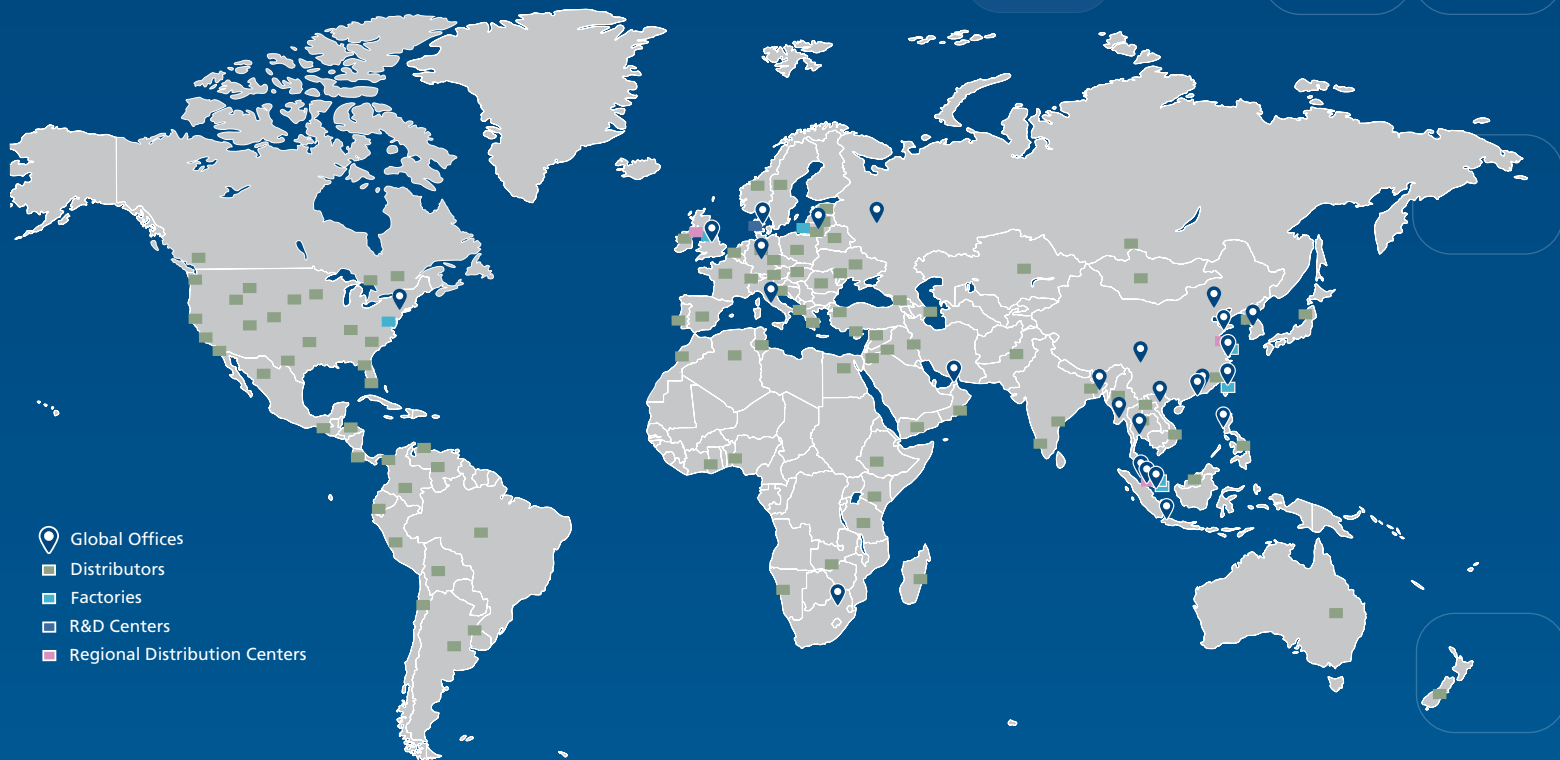 Global Offices
Distributors
Factories
R&D Centers
Regional Distribution Centers